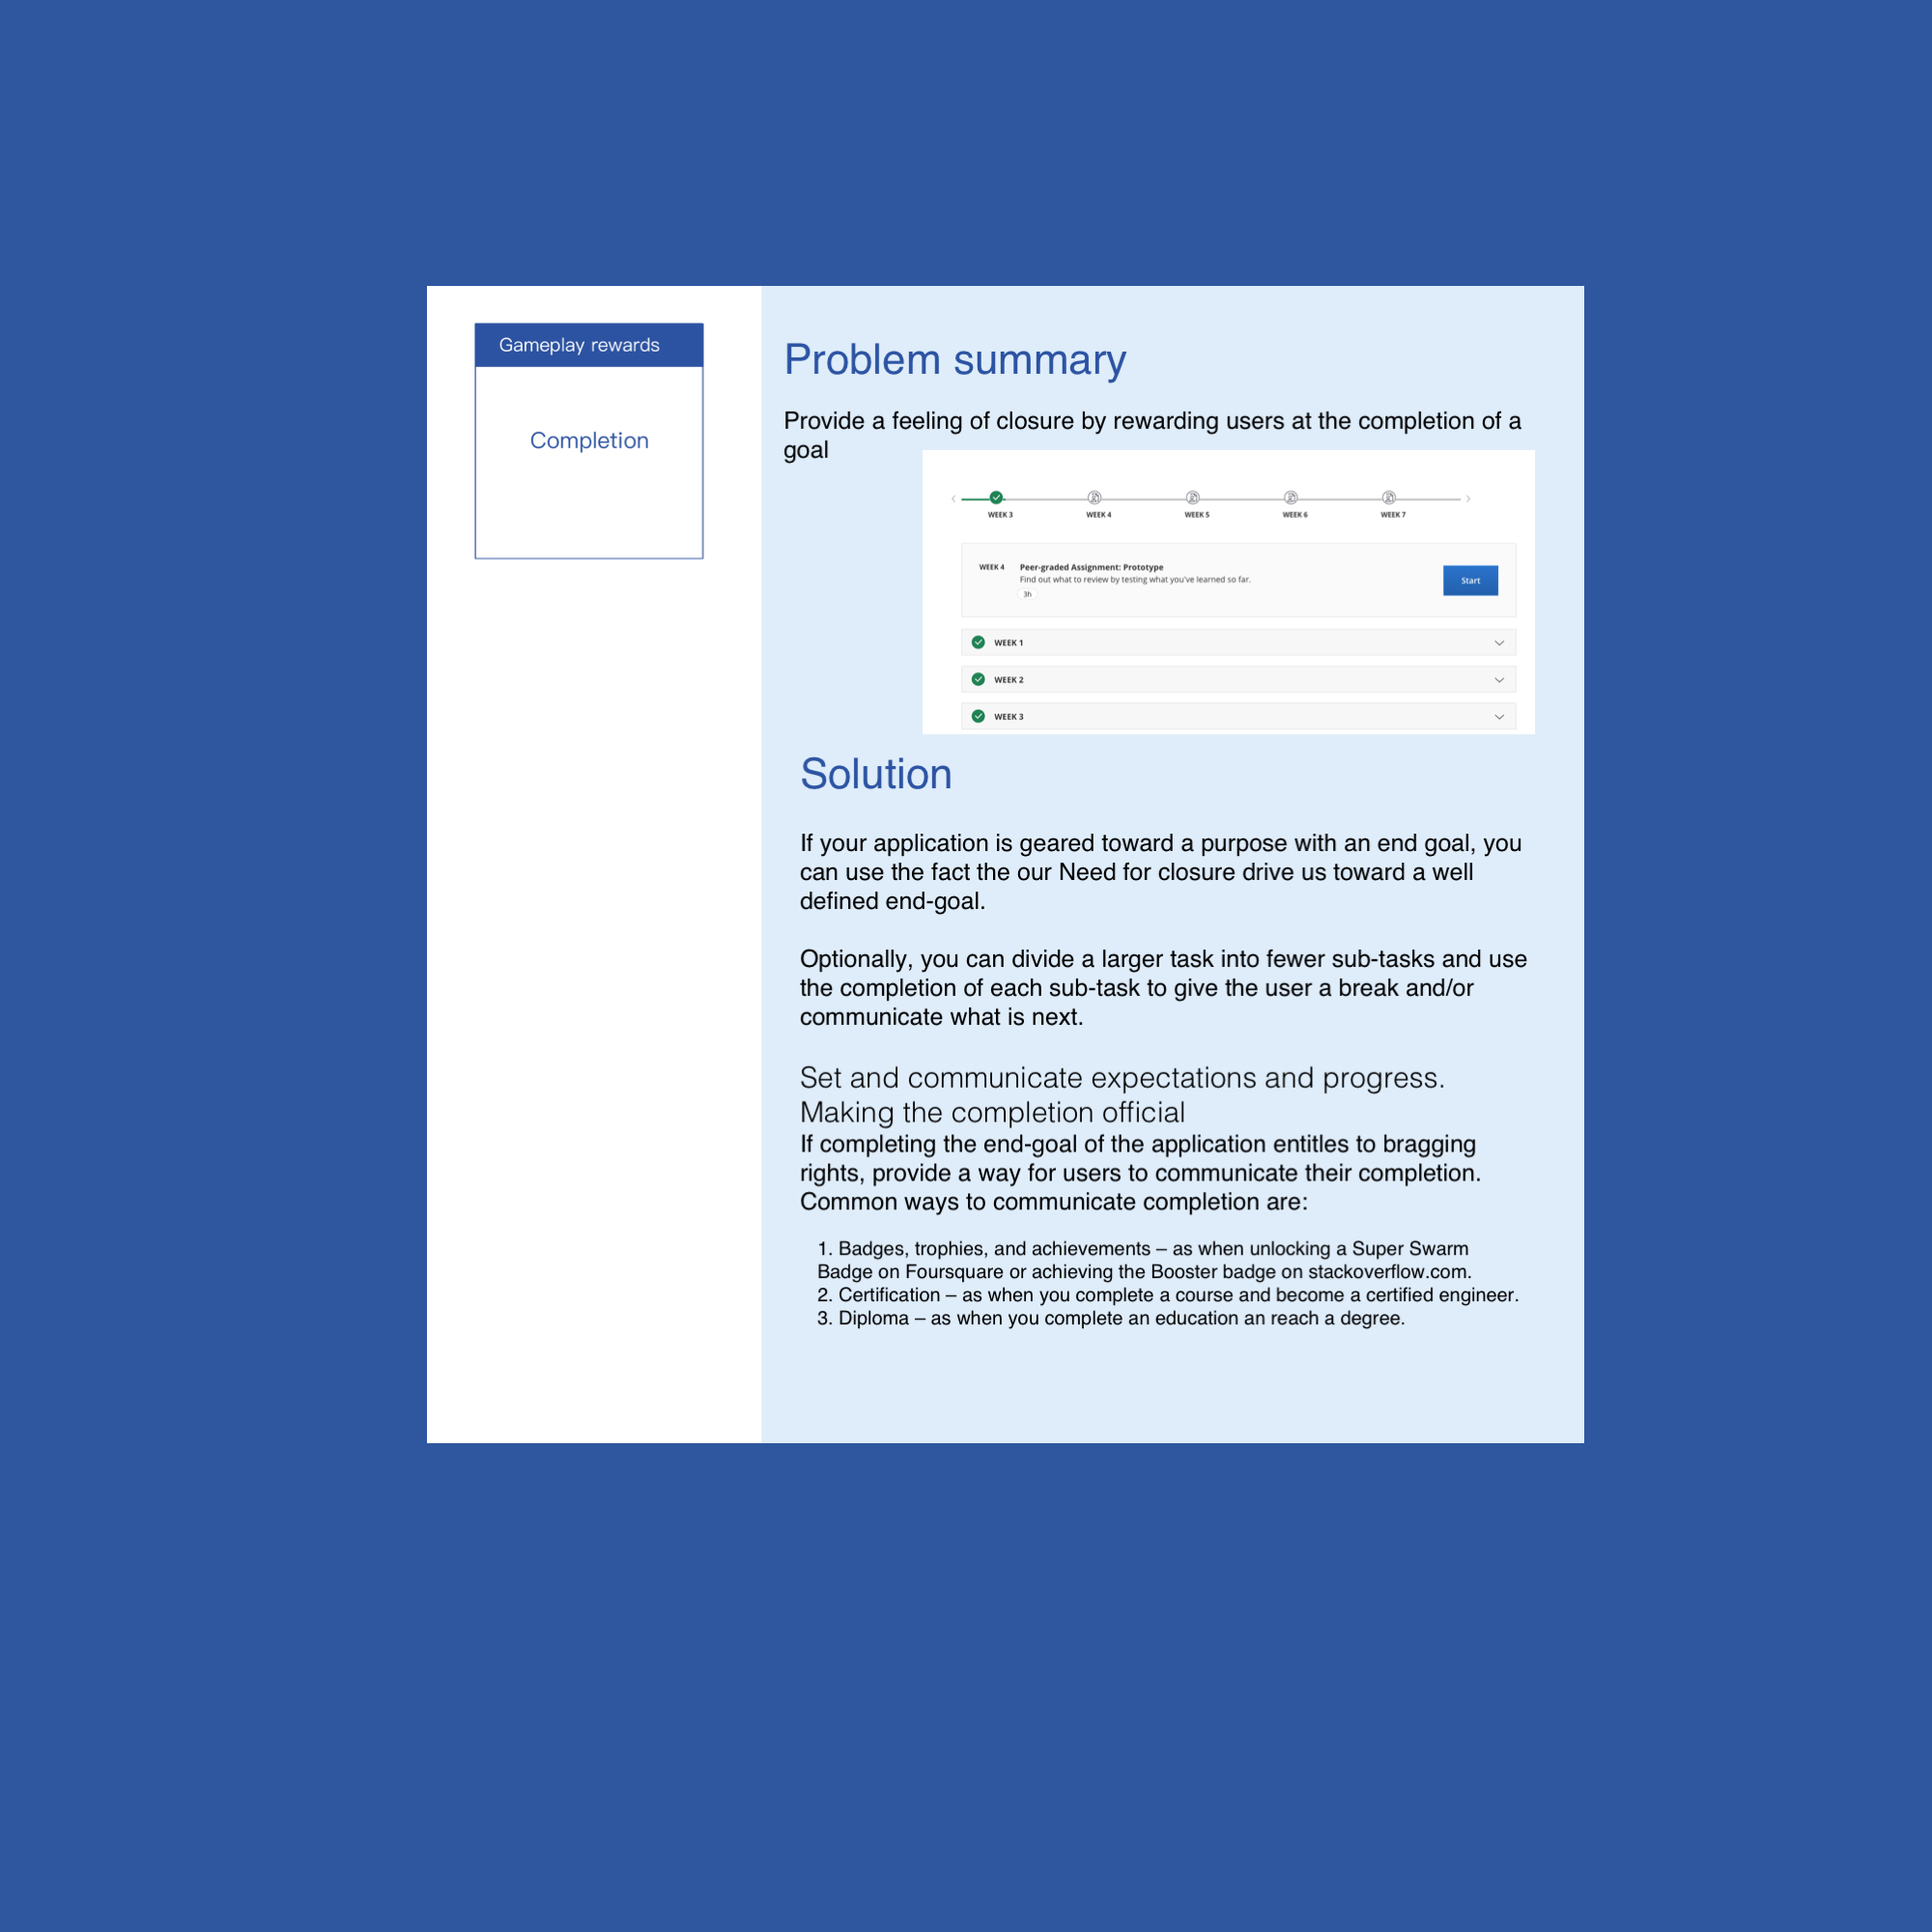 Gameplay rewards
Completion
Problem summary
Provide a feeling of closure by rewarding users at the completion of a
goal
WEEK 3
WEEK 4
WEEK 5
WEEK 6
WEEK 7
WEEK 4
Peer-graded Assignment: Prototype
Find out what to review by testing what you've learned so far.
3h
Start
WEEK 1
WEEK 2
WEEK 3
Solution
If your application is geared toward a purpose with an end goal, you
can use the fact the our Need for closure drive us toward a well
defined end-goal.
Optionally, you can divide a larger task into fewer sub-tasks and use
the completion of each sub-task to give the user a break and/or
communicate what is next.
Set and communicate expectations and progress.
Making the completion official
If completing the end-goal of the application entitles to bragging
rights, provide a way for users to communicate their completion.
Common ways to communicate completion are:
1. Badges, trophies, and achievements – as when unlocking a Super Swarm
Badge on Foursquare or achieving the Booster badge on stackoverflow.com.
2. Certification – as when you complete a course and become a certified engineer.
3. Diploma – as when you complete an education an reach a degree.